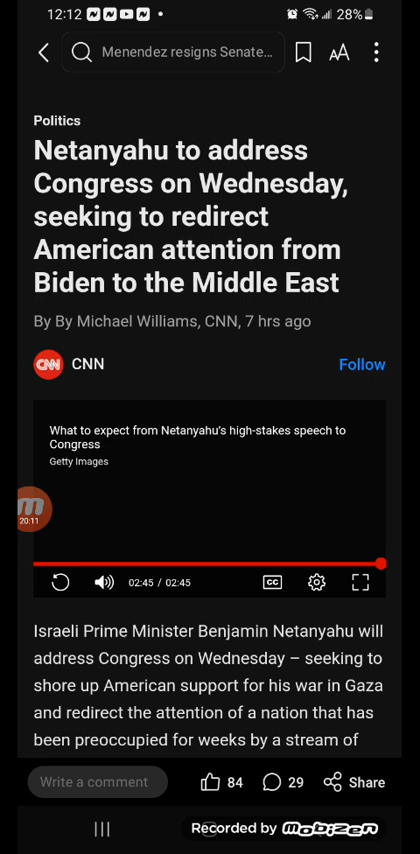 12:12
28%
Menendez resigns Senate...
AA
Politics
Netanyahu to address
Congress on Wednesday,
seeking to redirect
American attention from
Biden to the Middle East
By By Michael Williams, CNN, 7 hrs ago
CNN
CNN
Follow
What to expect from Netanyahu's high-stakes speech to
Congress
Getty Images
20:11
02:45 / 02:45
CC
Israeli Prime Minister Benjamin Netanyahu will
address Congress on Wednesday – seeking to
shore up American support for his war in Gaza
and redirect the attention of a nation that has
been preoccupied for weeks by a stream of
Write a comment
84
29
Share
Recorded by mobizen